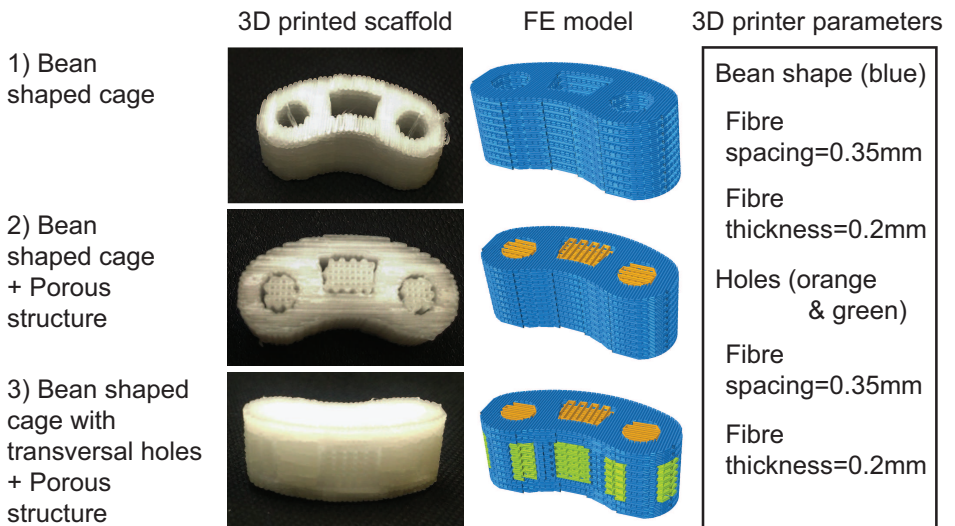 3D printed scaffold
FE model
3D printer parameters
1) Bean
shaped cage
2) Bean
shaped cage
+ Porous
structure
3) Bean shaped
cage with
transversal holes
+ Porous
structure
Bean shape (blue)
Fibre
spacing=0.35mm
Fibre
thickness=0.2mm
Holes (orange
& green)
Fibre
spacing=0.35mm
Fibre
thickness=0.2mm